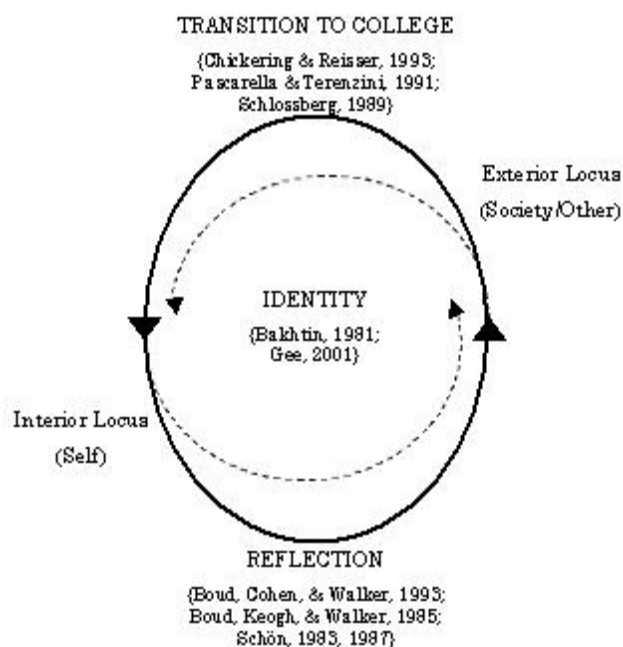 TRANSITION TO COLLEGE
{Chickering & Reisser, 1993;
Pascarella & Terenzini, 1991;
Schlossberg, 1989}
Exterior Locus
(Society/Other)
IDENTITY
{Bakhtin, 1981;
Gee, 2001}
Interior Locus
(Self)
REFLECTION
{Boud, Cohen, & Walker, 1993;
Boud, Keogh, & Walker, 1985;
Schön, 1983, 1987}